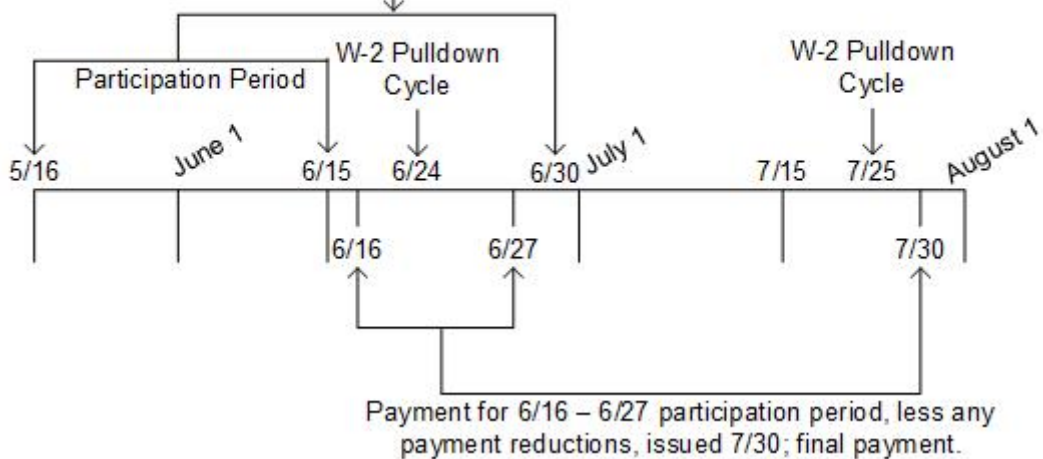 W-2 Pulldown
Cycle
W-2 Pulldown
Cycle
Participation Period
5/16
June 1
6/15
6/24
6/30
July 1
7/15
7/25
August 1
6/16
6/27
7/30
Payment for 6/16 – 6/27 participation period, less any
payment reductions, issued 7/30; final payment.